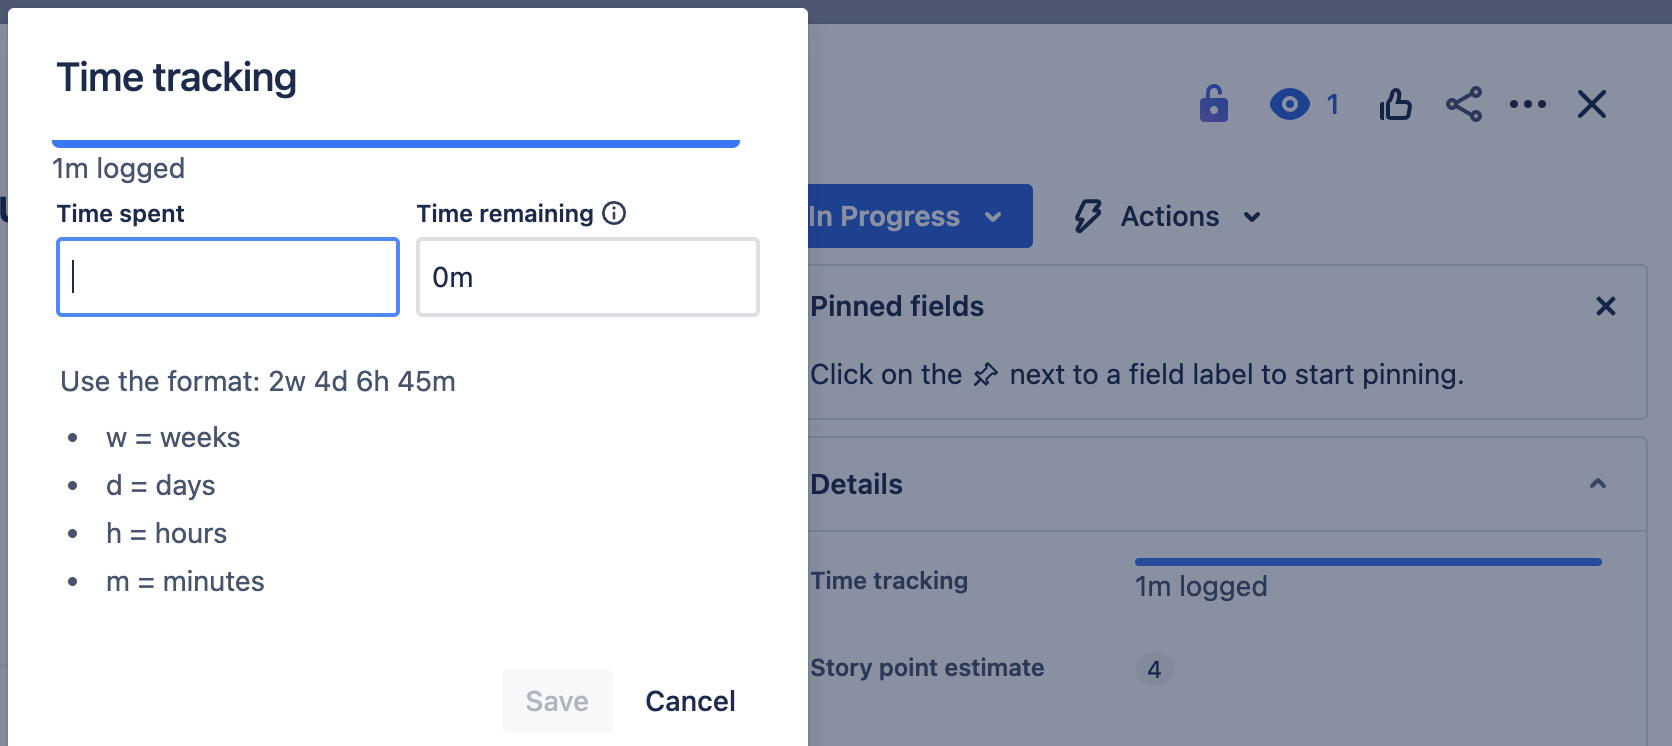 Time tracking
1m logged
Time spent
Time remaining
0m
Use the format: 2w 4d 6h 45m
• w = weeks
• d = days
• h = hours
• m = minutes
Save
Cancel
1
In Progress
Actions
Pinned fields
Click on the next to a field label to start pinning.
Details
Time tracking
1m logged
Story point estimate
4